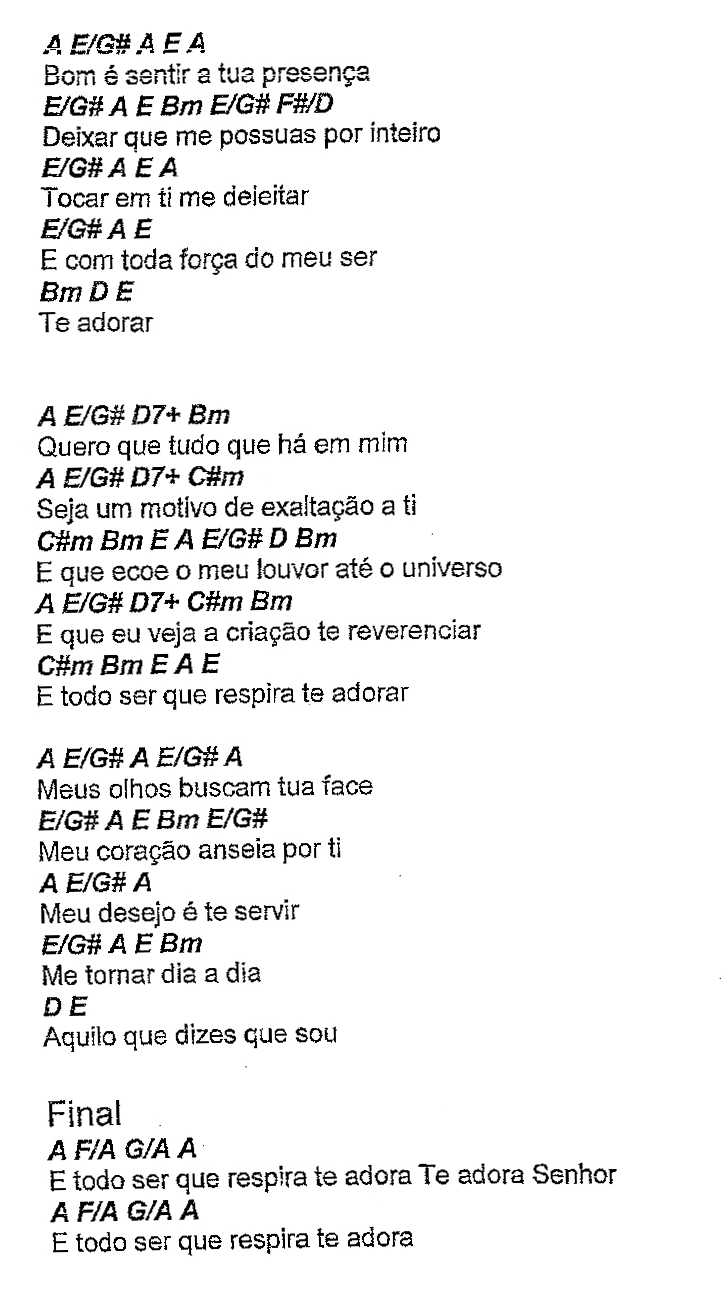 A E/G# A E A
Bom é sentir a tua presença
E/G# A E Bm E/G# F#/D
Deixar que me possuas por inteiro
E/G# A E A
Tocar em ti me deleitar
E/G# A E
E com toda força do meu ser
Bm D E
Te adorar
A E/G# D7+ Bm
Quero que tudo que há em mim
A E/G# D7+ C#m
Seja um motivo de exaltação a ti
C#m Bm E A E/G# D Bm
E que ecoe o meu louvor até o universo
A E/G# D7+ C#m Bm
E que eu veja a criação te reverenciar
C#m Bm E A E
E todo ser que respira te adorar
A E/G# A E/G# A
Meus olhos buscam tua face
E/G# A E Bm E/G#
Meu coração anseia por ti
A E/G# A
Meu desejo é te servir
E/G# A E Bm
Me tornar dia a dia
D E
Aquilo que dizes que sou
Final
A F/A G/A A
E todo ser que respira te adora Te adora Senhor
A F/A G/A A
E todo ser que respira te adora